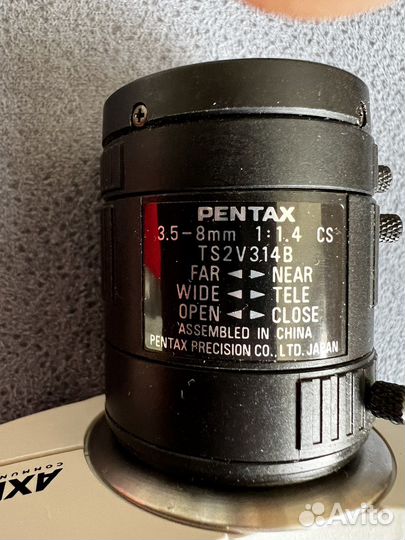 PENTAX
3.5-8mm 1:1.4 CS
TS2V314B
FAR ◄ ► NEAR
WIDE ◄ ► TELE
OPEN ◄ ► CLOSE
ASSEMBLED IN CHINA
PENTAX PRECISION CO., LTD. JAPAN
Avito